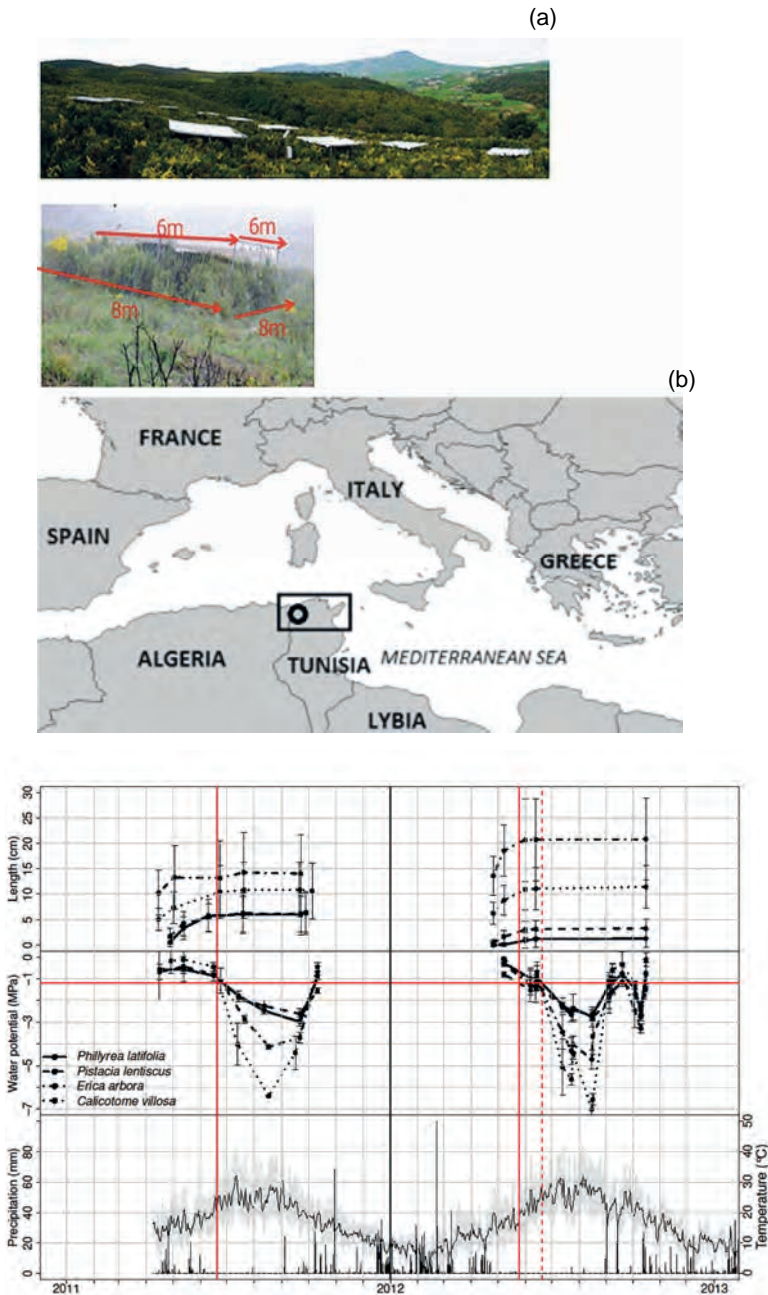 (a)
6m 6m
8m 8m
(b)
FRANCE
ITALY
SPAIN
GREECE
ALGERIA
TUNISIA
MEDITERRANEAN SEA
LYBIA
Length (cm)
30
25
20
15
10
5
0
Water potential (MPa)
0
-1
-3
-5
-7
Phillyrea latifolia
Pistacia lentiscus
Erica arbora
Calicotome villosa
Precipitation (mm)
80
60
40
20
0
50
40
30
20
10
0
Temperature (°C)
2011 2012 2013